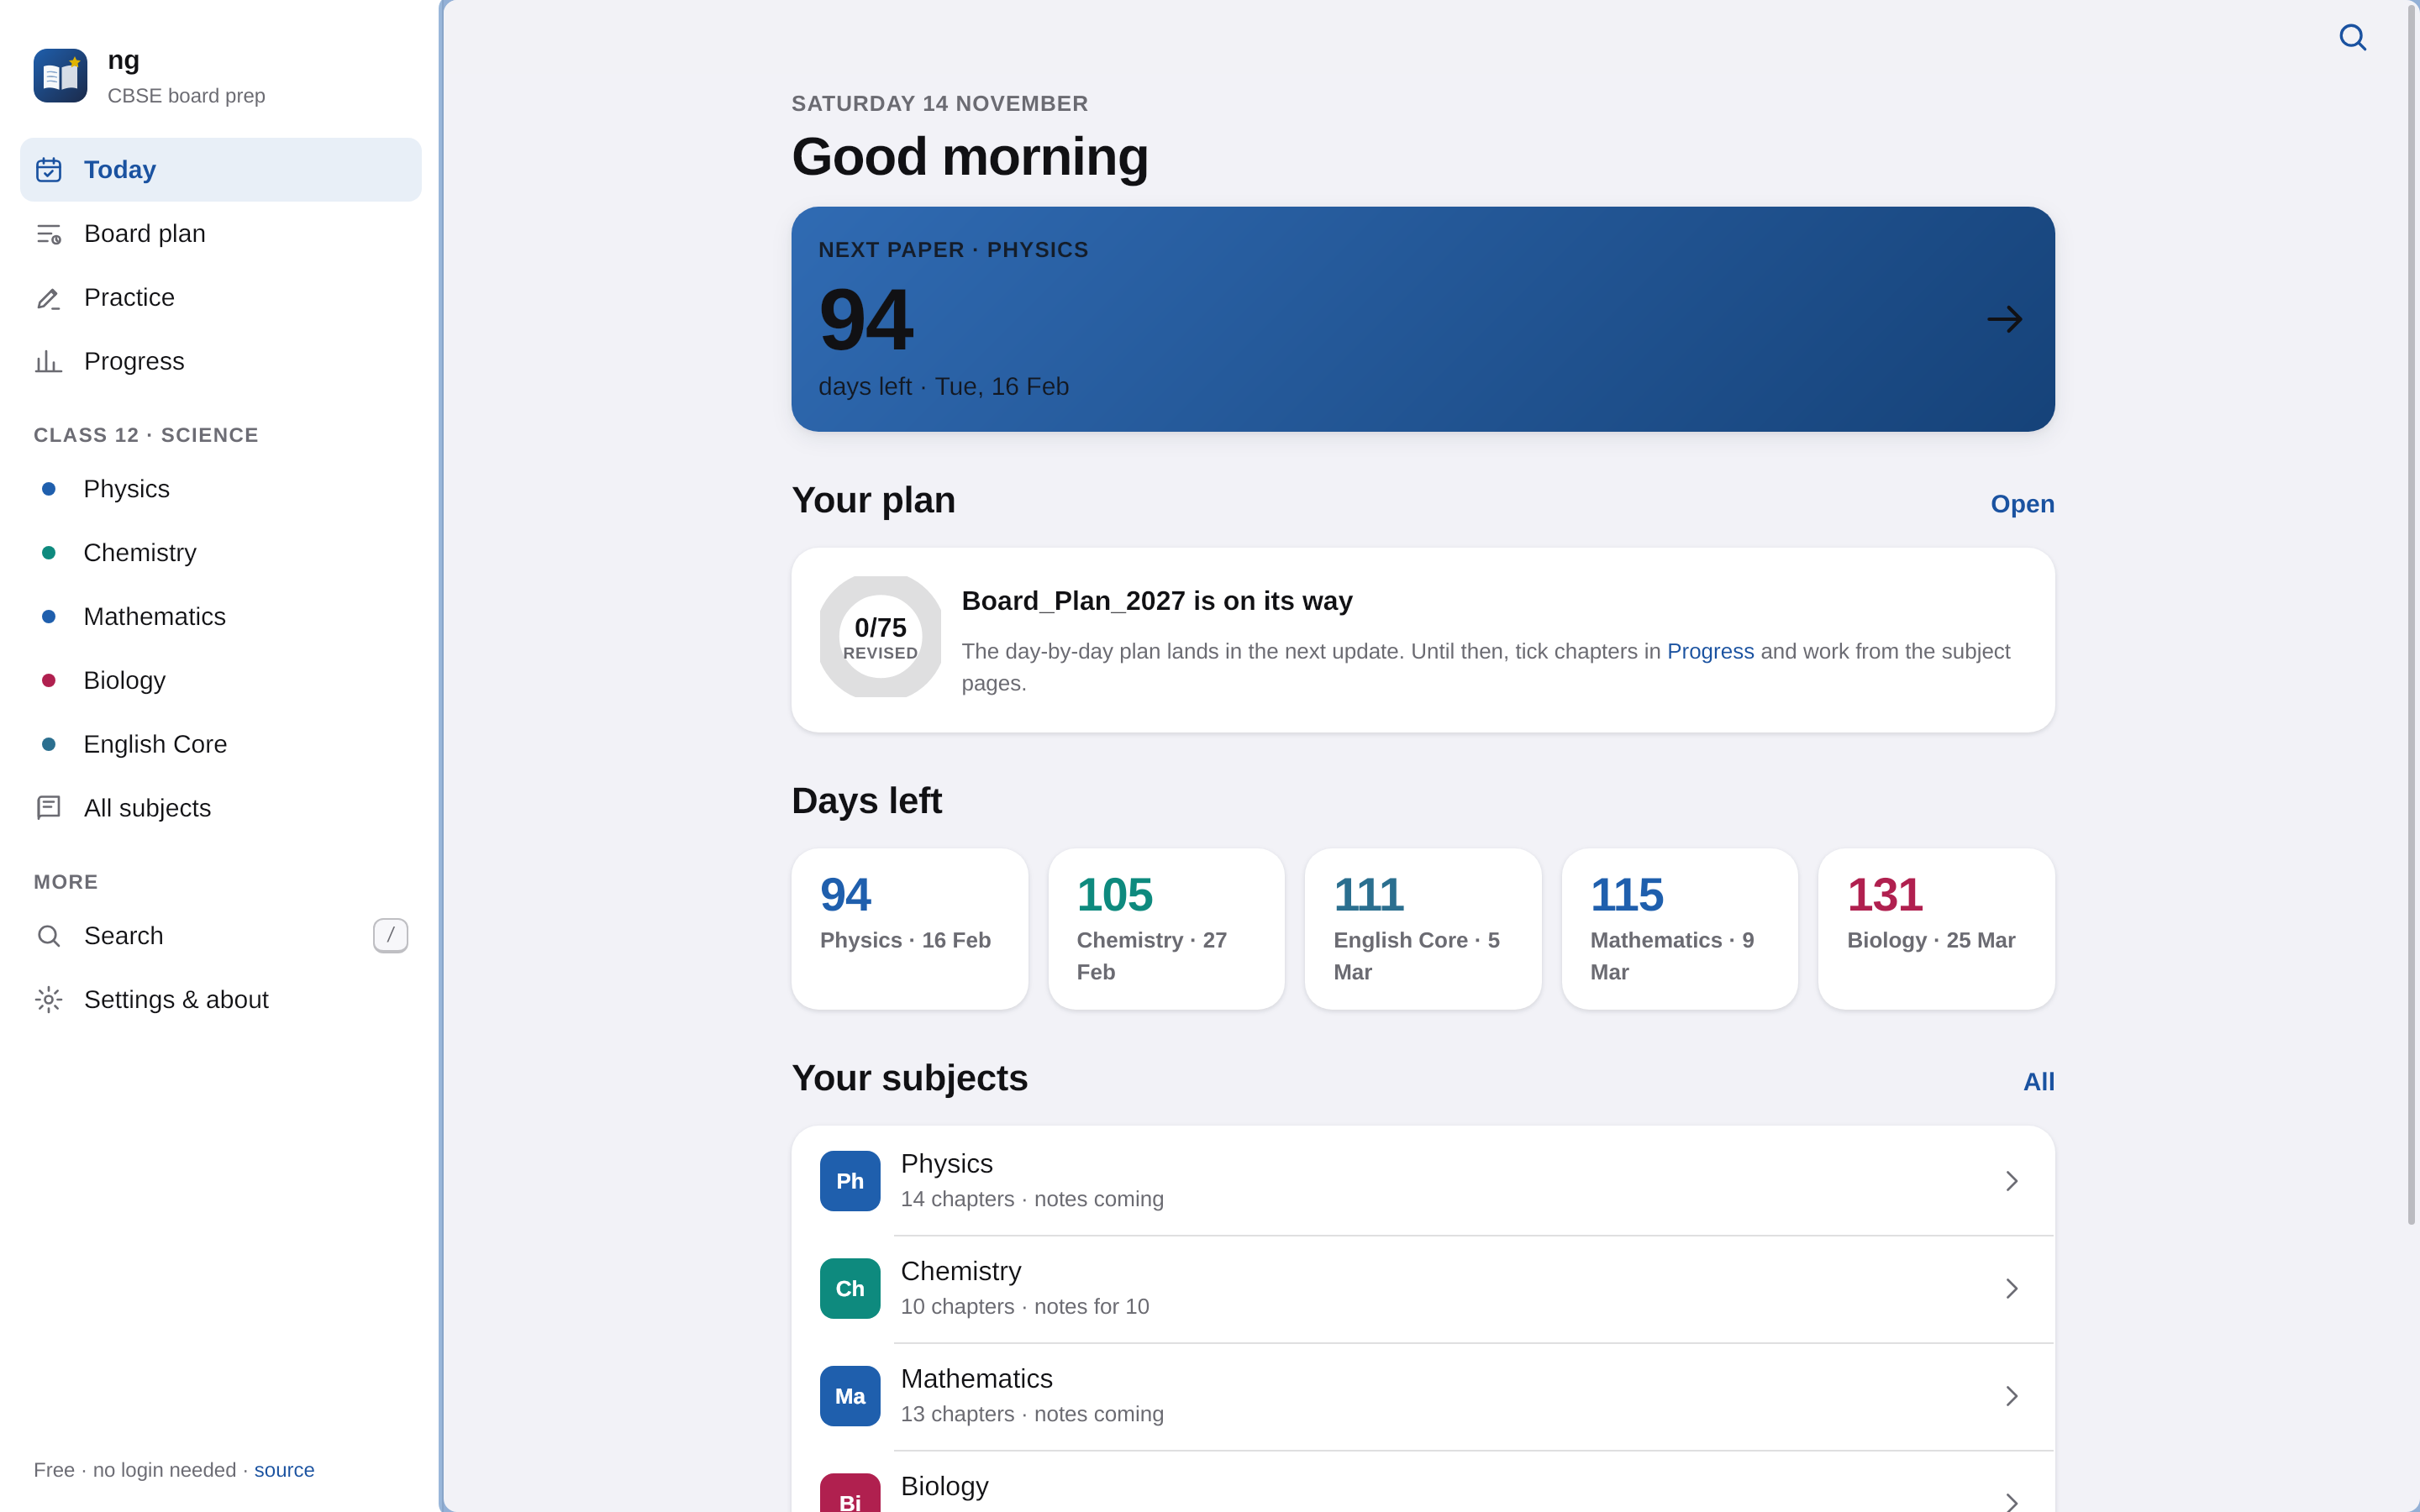 ng
CBSE board prep
Today
Board plan
Practice
Progress
CLASS 12 · SCIENCE
Physics
Chemistry
Mathematics
Biology
English Core
All subjects
MORE
Search
/
Settings & about
Free · no login needed · source
SATURDAY 14 NOVEMBER
Good morning
NEXT PAPER · PHYSICS
94
days left · Tue, 16 Feb
Your plan
Open
0/75
REVISED
Board_Plan_2027 is on its way
The day-by-day plan lands in the next update. Until then, tick chapters in Progress and work from the subject
pages.
Days left
94
Physics · 16 Feb
105
Chemistry · 27
Feb
111
English Core · 5
Mar
115
Mathematics · 9
Mar
131
Biology · 25 Mar
Your subjects
All
Ph
Physics
14 chapters · notes coming
Ch
Chemistry
10 chapters · notes for 10
Ma
Mathematics
13 chapters · notes coming
Bi
Biology